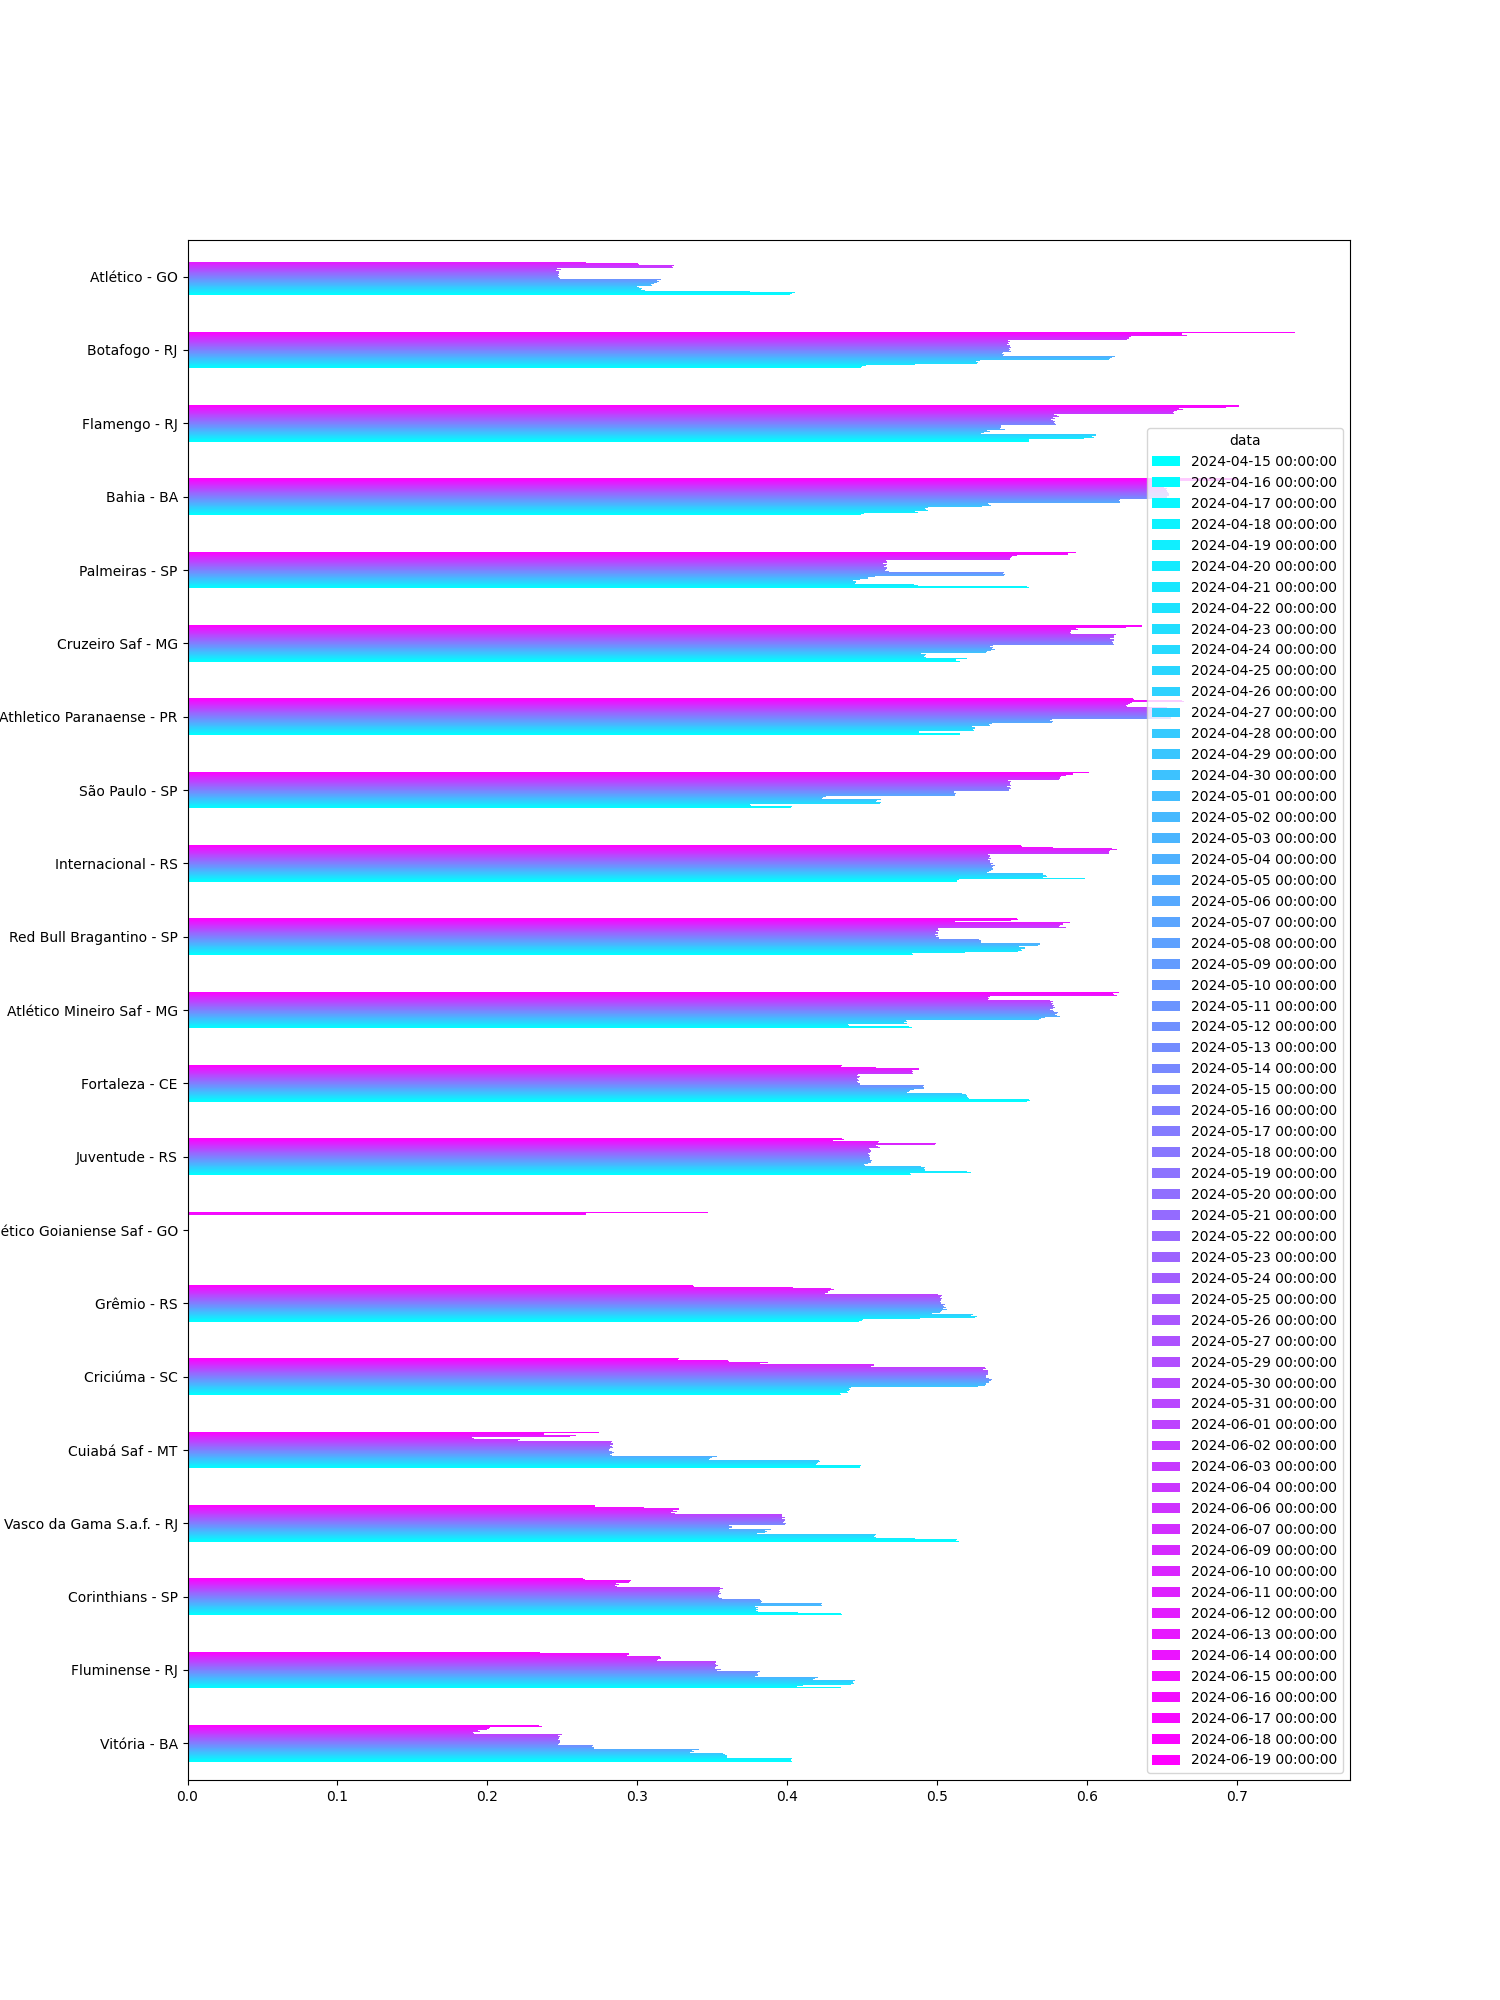 Atlético - GO
Botafogo - RJ
Flamengo - RJ
Bahia - BA
Palmeiras - SP
Cruzeiro Saf - MG
Athletico Paranaense - PR
São Paulo - SP
Internacional - RS
Red Bull Bragantino - SP
Atlético Mineiro Saf - MG
Fortaleza - CE
Juventude - RS
ético Goianiense Saf - GO
Grêmio - RS
Criciúma - SC
Cuiabá Saf - MT
Vasco da Gama S.a.f. - RJ
Corinthians - SP
Fluminense - RJ
Vitória - BA
0.0 0.1 0.2 0.3 0.4 0.5 0.6 0.7
data
2024-04-15 00:00:00
2024-04-16 00:00:00
2024-04-17 00:00:00
2024-04-18 00:00:00
2024-04-19 00:00:00
2024-04-20 00:00:00
2024-04-21 00:00:00
2024-04-22 00:00:00
2024-04-23 00:00:00
2024-04-24 00:00:00
2024-04-25 00:00:00
2024-04-26 00:00:00
2024-04-27 00:00:00
2024-04-28 00:00:00
2024-04-29 00:00:00
2024-04-30 00:00:00
2024-05-01 00:00:00
2024-05-02 00:00:00
2024-05-03 00:00:00
2024-05-04 00:00:00
2024-05-05 00:00:00
2024-05-06 00:00:00
2024-05-07 00:00:00
2024-05-08 00:00:00
2024-05-09 00:00:00
2024-05-10 00:00:00
2024-05-11 00:00:00
2024-05-12 00:00:00
2024-05-13 00:00:00
2024-05-14 00:00:00
2024-05-15 00:00:00
2024-05-16 00:00:00
2024-05-17 00:00:00
2024-05-18 00:00:00
2024-05-19 00:00:00
2024-05-20 00:00:00
2024-05-21 00:00:00
2024-05-22 00:00:00
2024-05-23 00:00:00
2024-05-24 00:00:00
2024-05-25 00:00:00
2024-05-26 00:00:00
2024-05-27 00:00:00
2024-05-29 00:00:00
2024-05-30 00:00:00
2024-05-31 00:00:00
2024-06-01 00:00:00
2024-06-02 00:00:00
2024-06-03 00:00:00
2024-06-04 00:00:00
2024-06-06 00:00:00
2024-06-07 00:00:00
2024-06-09 00:00:00
2024-06-10 00:00:00
2024-06-11 00:00:00
2024-06-12 00:00:00
2024-06-13 00:00:00
2024-06-14 00:00:00
2024-06-15 00:00:00
2024-06-16 00:00:00
2024-06-17 00:00:00
2024-06-18 00:00:00
2024-06-19 00:00:00